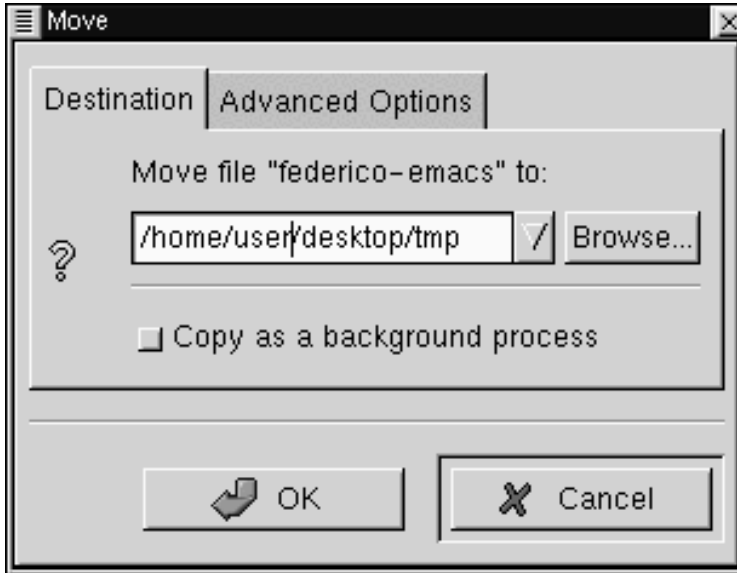 Move
Destination Advanced Options
Move file "federico-emacs" to:
/home/user/desktop/tmp Browse...
Copy as a background process
OK Cancel